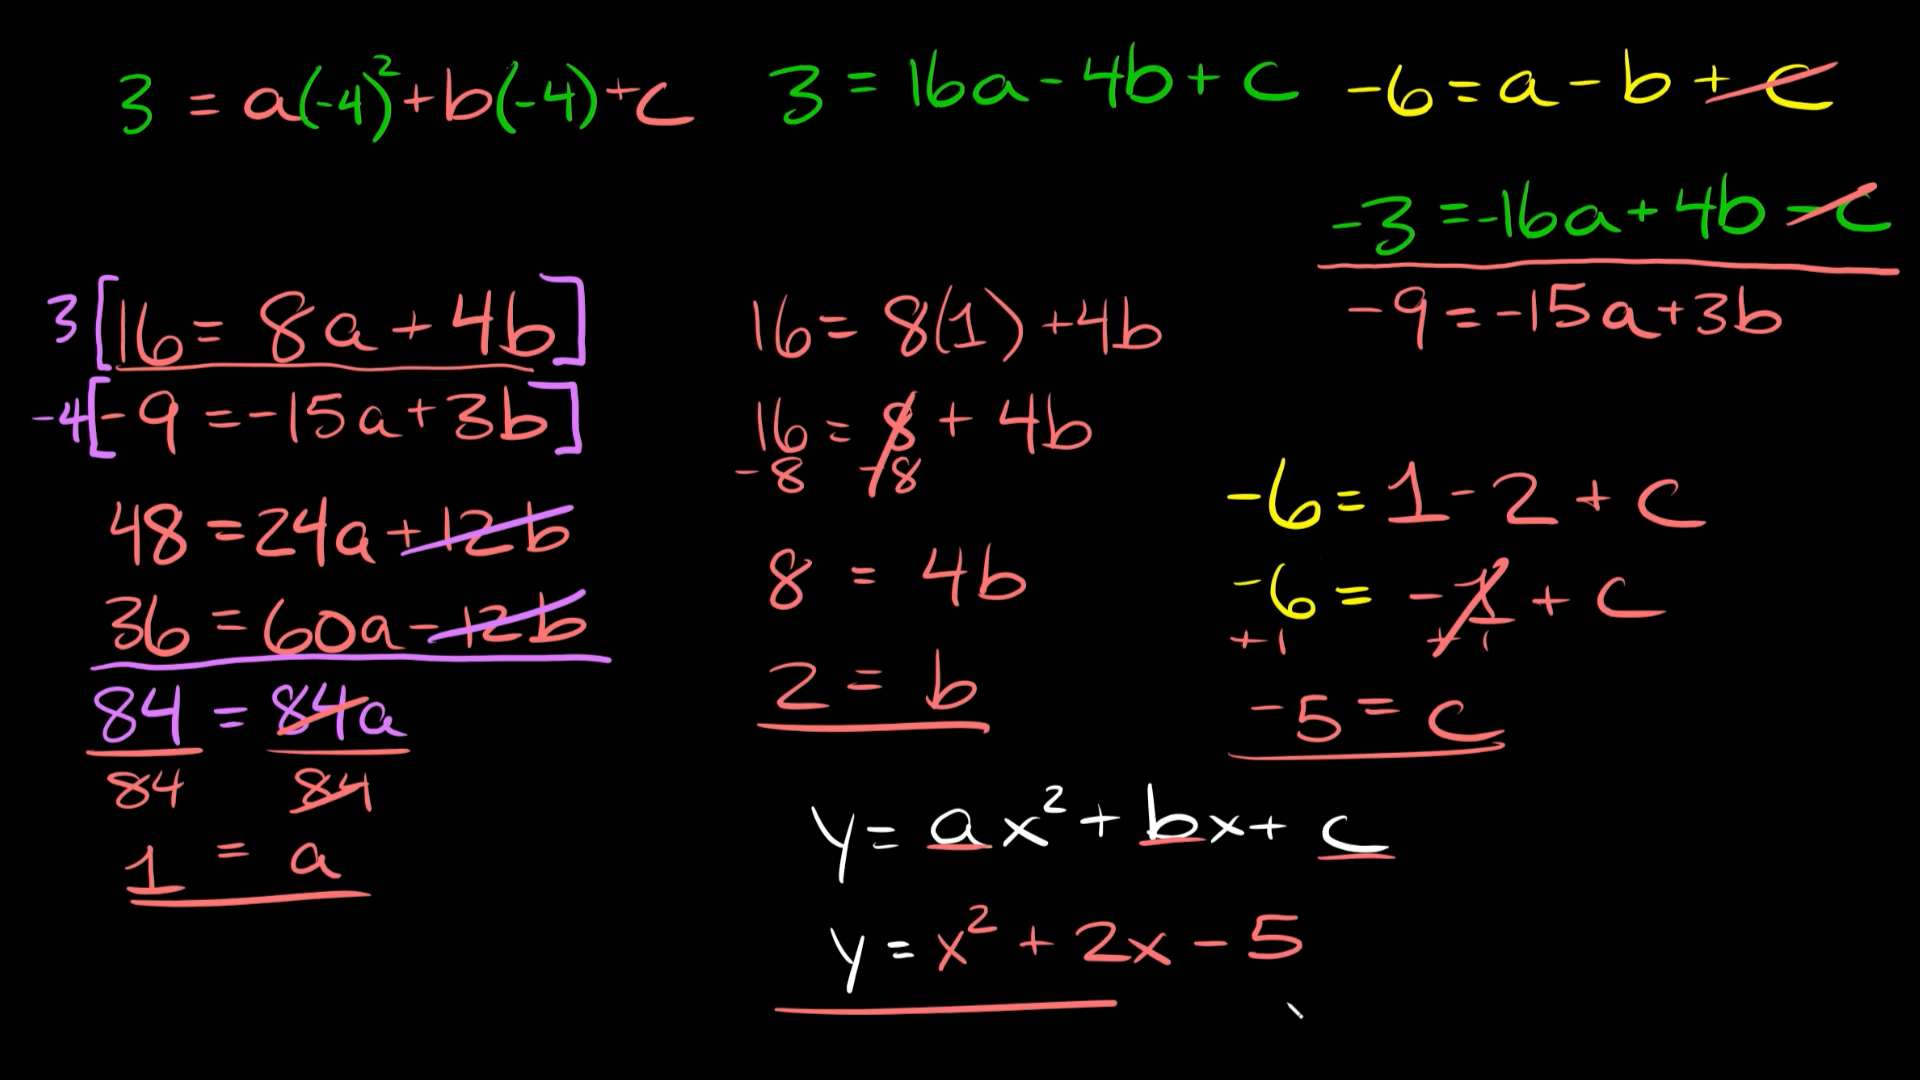 3 = a(-4)² + b(-4) + c
3 = 16a - 4b + c
-6 = a - b + c
-3 = -16a + 4b - c
-9 = -15a + 3b
3 [16 = 8a + 4b]
-4 [-9 = -15a + 3b]
48 = 24a + 12b
36 = 60a - 12b
84 = 84a
84 84
1 = a
16 = 8(1) + 4b
16 = 8 + 4b
-8 -8
8 = 4b
2 = b
-6 = 1 - 2 + c
-6 = -1 + c
+1 +1
-5 = c
y = ax² + bx + c
y = x² + 2x - 5